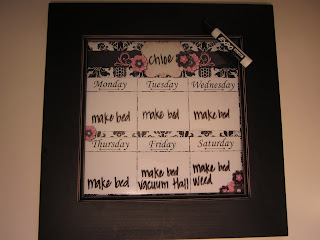 chloe
EXPO
Monday Tuesday Wednesday
make bed make bed make bed
Thursday Friday Saturday
make bed make bed make bed
vacuum Hall weed